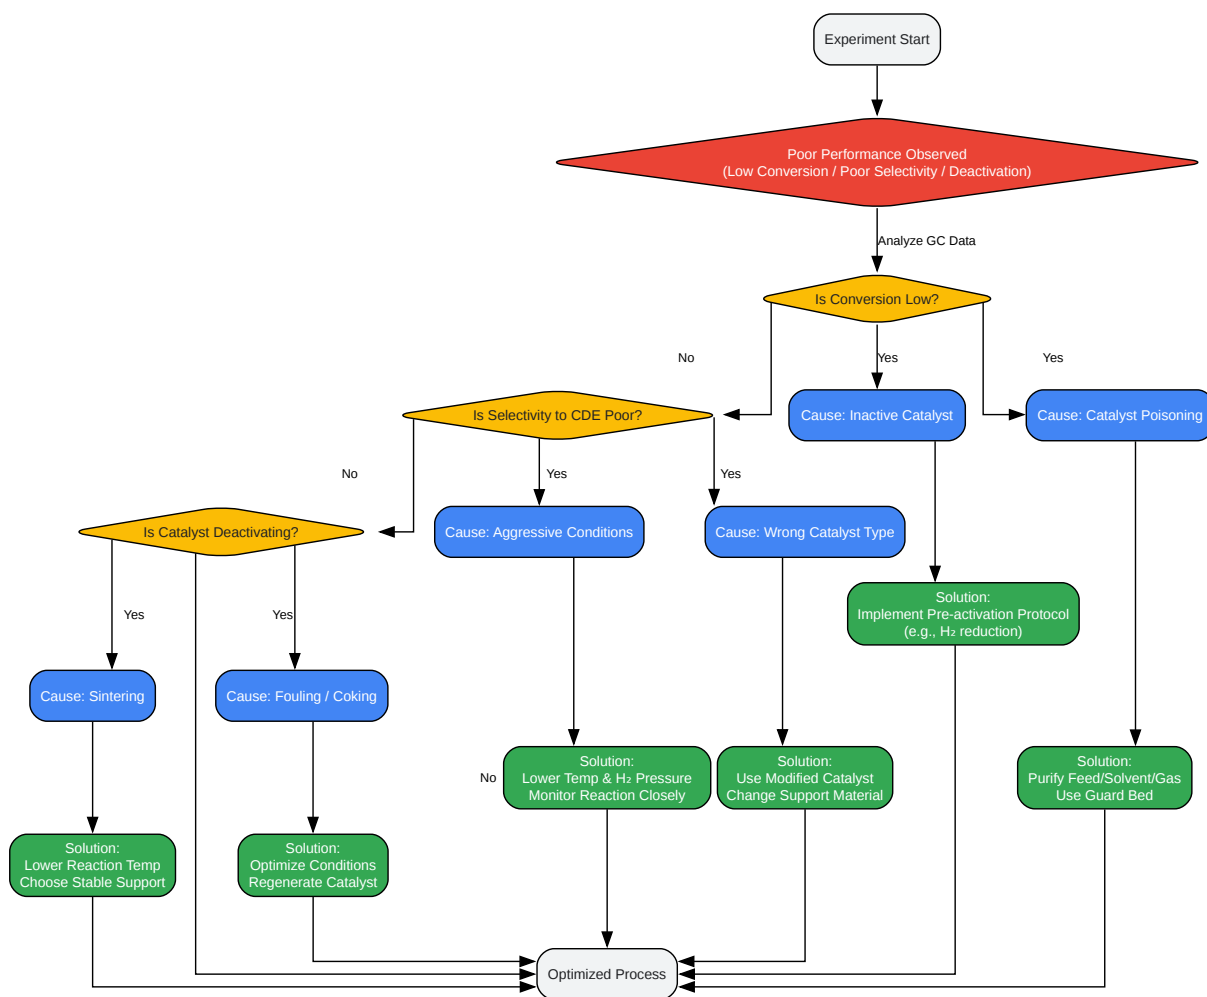 Experiment Start
Poor Performance Observed
(Low Conversion / Poor Selectivity / Deactivation)
Analyze GC Data
Is Conversion Low?
No
Yes
Yes
Is Selectivity to CDE Poor?
Cause: Inactive Catalyst
Cause: Catalyst Poisoning
No
Yes
Yes
Is Catalyst Deactivating?
Cause: Aggressive Conditions
Cause: Wrong Catalyst Type
Yes
Yes
Solution:
Implement Pre-activation Protocol
(e.g., H₂ reduction)
Cause: Sintering
Cause: Fouling / Coking
No
Solution:
Lower Temp & H₂ Pressure
Monitor Reaction Closely
Solution:
Use Modified Catalyst
Change Support Material
Solution:
Purify Feed/Solvent/Gas
Use Guard Bed
Solution:
Lower Reaction Temp
Choose Stable Support
Solution:
Optimize Conditions
Regenerate Catalyst
Optimized Process